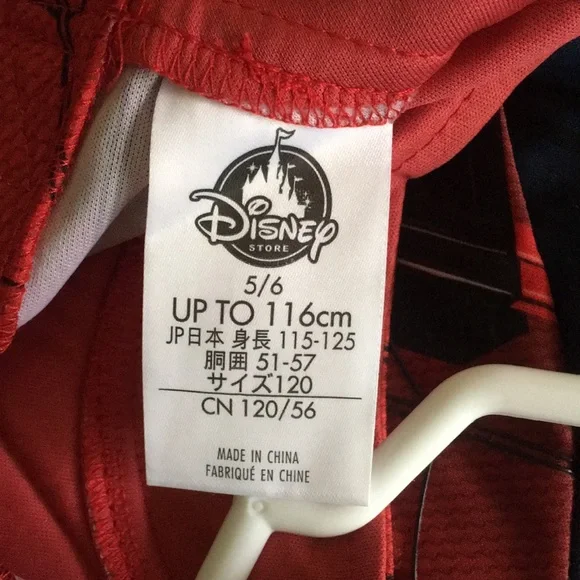 Disney
STORE
5/6
UP TO 116cm
JP日本 身長 115-125
胴囲 51-57
サイズ120
CN 120/56
MADE IN CHINA
FABRIQUÉ EN CHINE